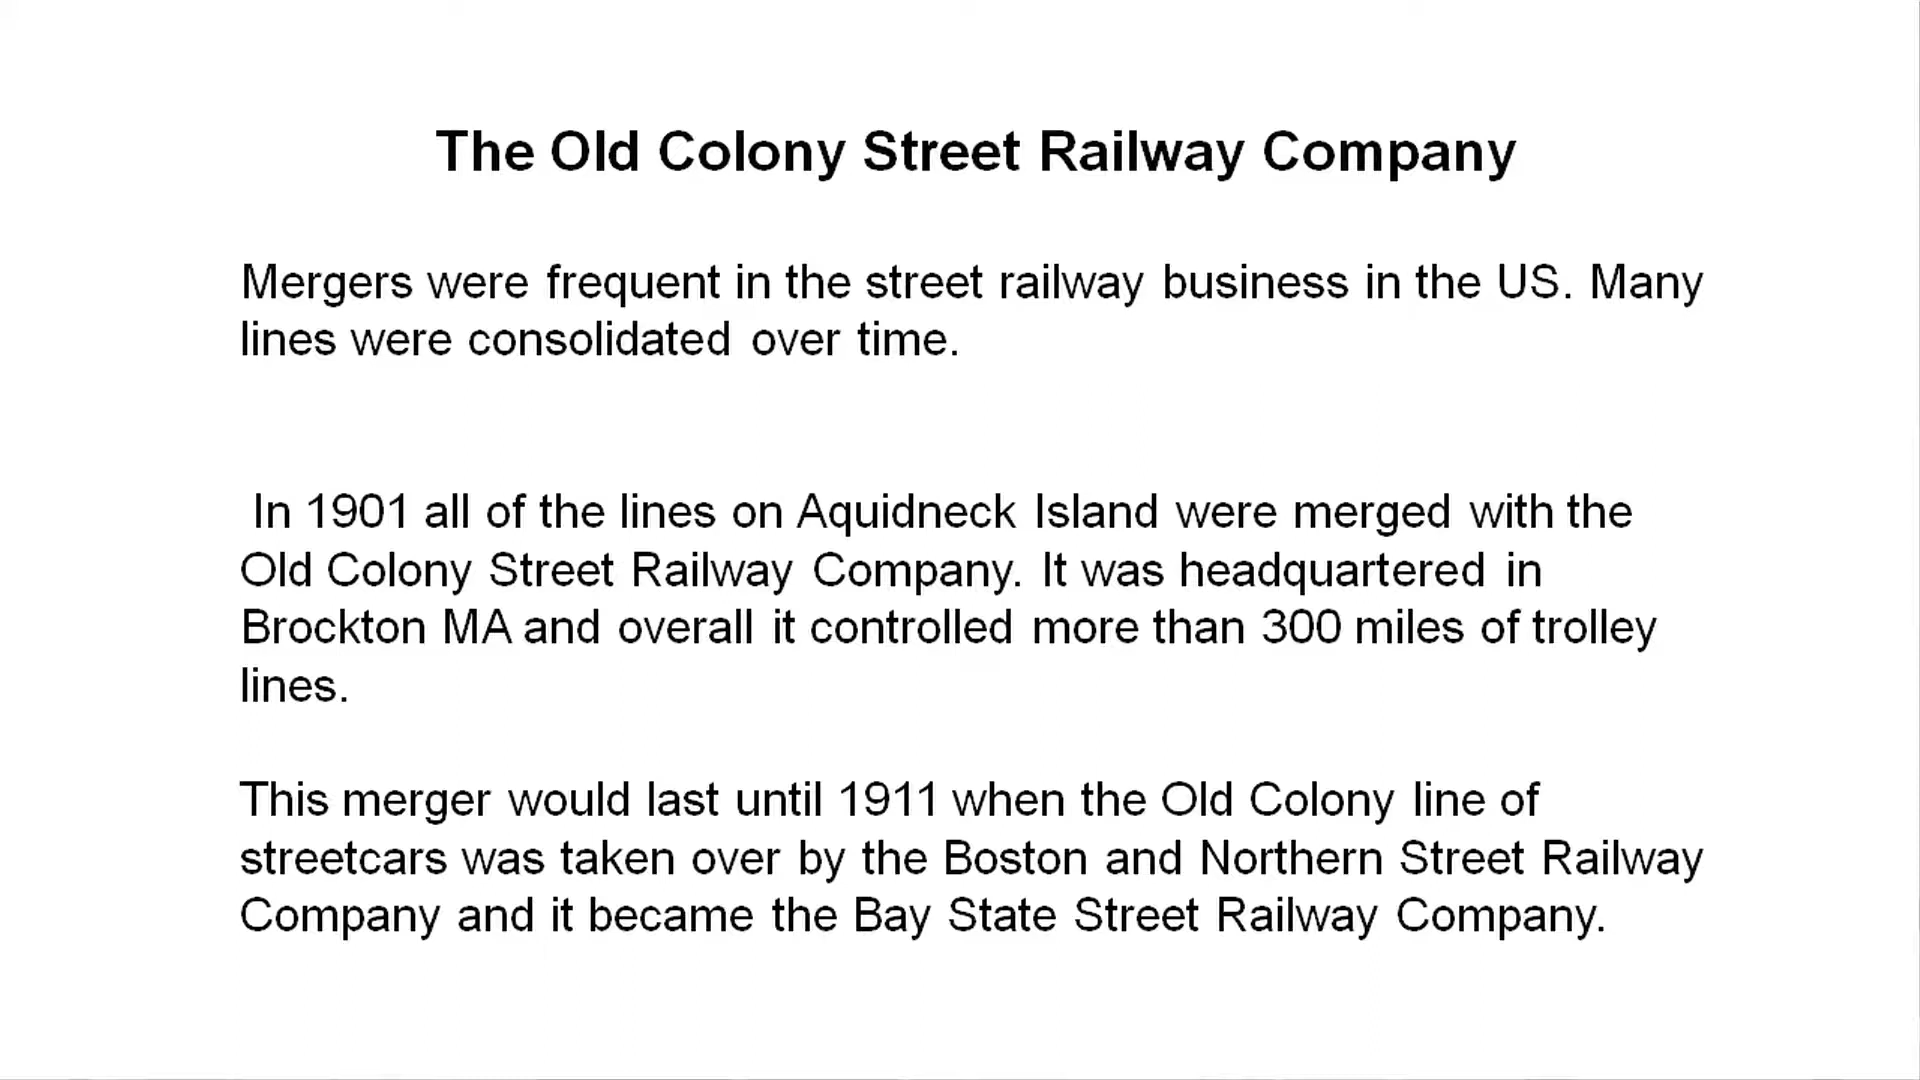 The Old Colony Street Railway Company
Mergers were frequent in the street railway business in the US. Many
lines were consolidated over time.
In 1901 all of the lines on Aquidneck Island were merged with the
Old Colony Street Railway Company. It was headquartered in
Brockton MA and overall it controlled more than 300 miles of trolley
lines.
This merger would last until 1911 when the Old Colony line of
streetcars was taken over by the Boston and Northern Street Railway
Company and it became the Bay State Street Railway Company.